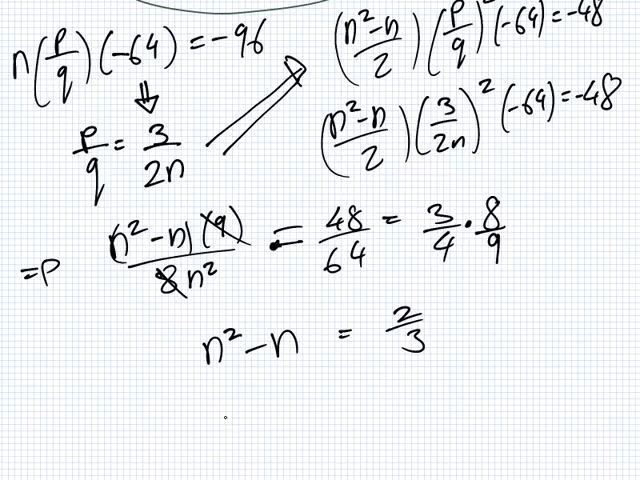 n(p/q)(-64) = -96
((n²-n)/2)(p/q)²(-64) = -48
⇓
p/q = 3/2n
((n²-n)/2)(3/2n)²(-64) = -48
=P (n²-n)(9)/8n² = 48/64 = 3/4 · 8/9
n² - n = 2/3